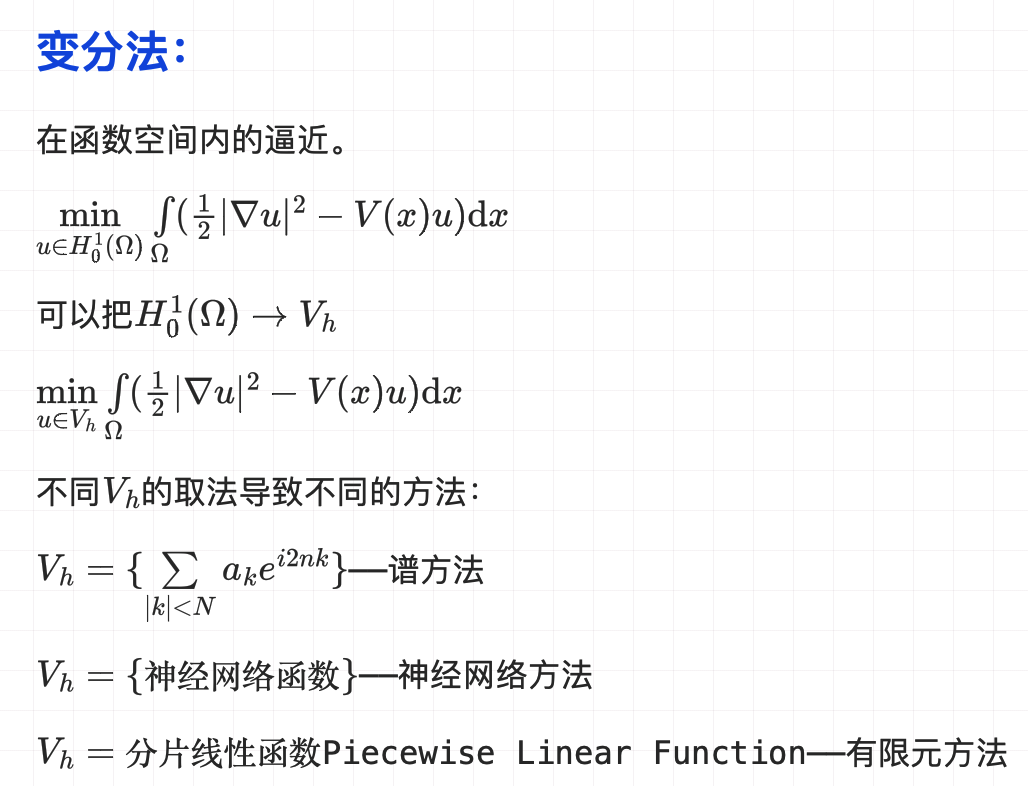 变分法：
在函数空间内的逼近。
$\min_{u\in H_0^1(\Omega)} \int_\Omega (\frac{1}{2}|\nabla u|^2 - V(x)u)\mathrm{d}x$
可以把$H_0^1(\Omega) \to V_h$
$\min_{u\in V_h} \int_\Omega (\frac{1}{2}|\nabla u|^2 - V(x)u)\mathrm{d}x$
不同$V_h$的取法导致不同的方法：
$V_h = \{\sum_{|k|<N} a_k e^{i2nk}\}$——谱方法
$V_h = \{神经网络函数\}$——神经网络方法
$V_h =$ 分片线性函数Piecewise Linear Function——有限元方法